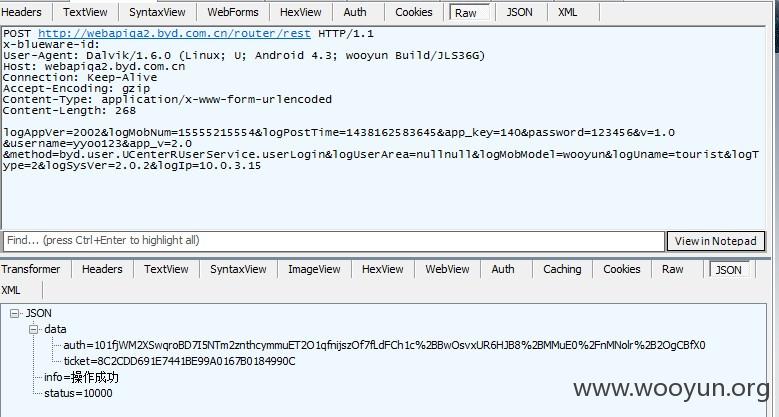 Headers TextView SyntaxView WebForms HexView Auth Cookies Raw JSON XML
POST http://webapiqa2.byd.com.cn/router/rest HTTP/1.1
x-blueware-id:
User-Agent: Dalvik/1.6.0 (Linux; U; Android 4.3; wooyun Build/JLS36G)
Host: webapiqa2.byd.com.cn
Connection: Keep-Alive
Accept-Encoding: gzip
Content-Type: application/x-www-form-urlencoded
Content-Length: 268
logAppVer=2002&logMobNum=15555215554&logPostTime=1438162583645&app_key=140&password=123456&v=1.0
&username=yyoo123&app_v=2.0
&method=byd.user.UCenterRUserService.userLogin&logUserArea=nullnull&logMobModel=wooyun&logUname=tourist&logT
ype=2&logSysVer=2.0.2&logIp=10.0.3.15
Find... (press Ctrl+Enter to highlight all) View in Notepad
Transformer Headers TextView SyntaxView ImageView HexView WebView Auth Caching Cookies Raw JSON
XML
JSON
data
auth=101fjWM2XSwqroBD7I5NTm2znthcymmuET2O1qfnijszOf7fLdFCh1c%2BBwOsvxUR6HJB8%2BMMuE0%2FnMNolr%2B2OgCBfX0
ticket=8C2CDD691E7441BE99A0167B0184990C
info=操作成功
status=10000
www.wooyun.org